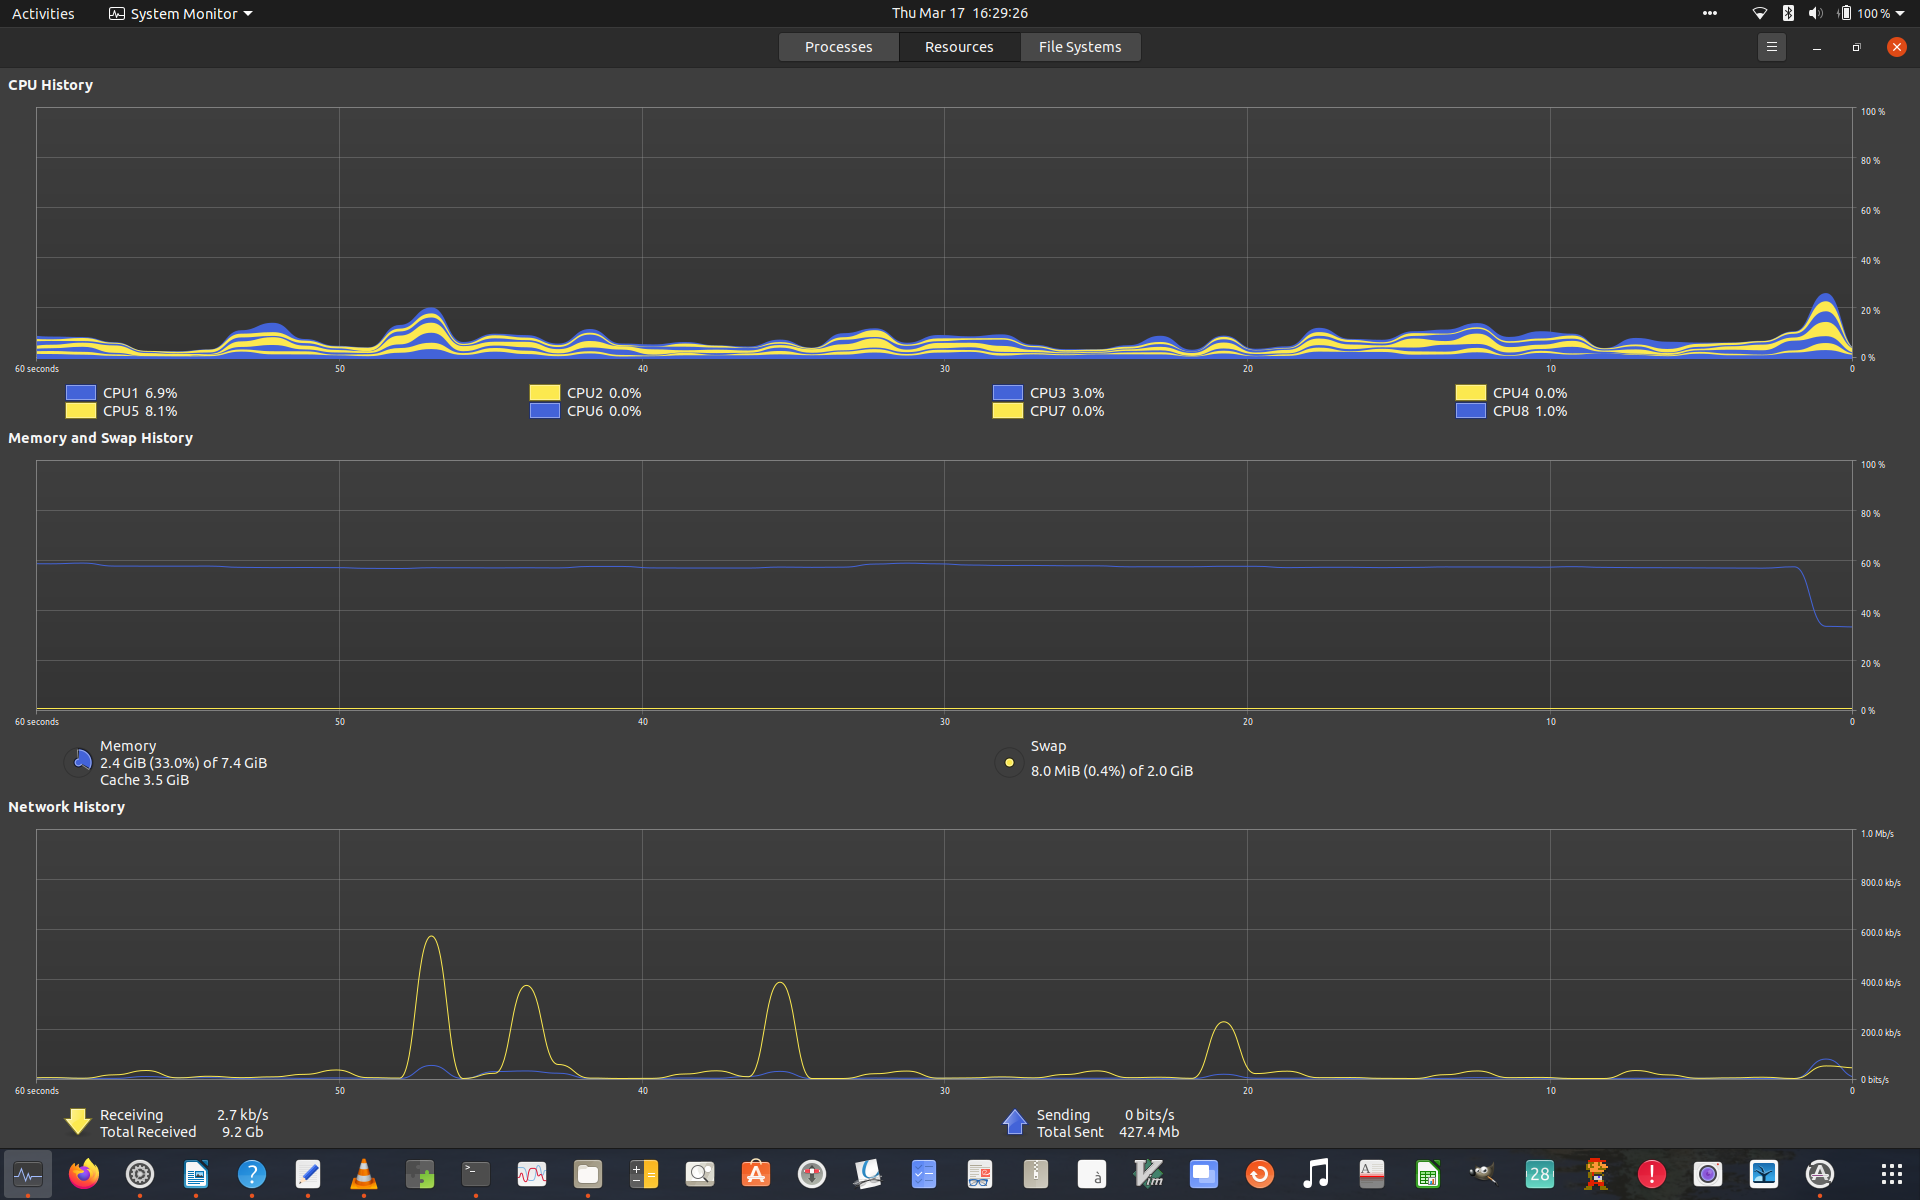 Activities System Monitor Thu Mar 17 16:29:26 100 %
Processes Resources File Systems
CPU History
100 %
80 %
60 %
40 %
20 %
0 %
60 seconds 50 40 30 20 10 0
CPU1 6.9% CPU2 0.0% CPU3 3.0% CPU4 0.0%
CPU5 8.1% CPU6 0.0% CPU7 0.0% CPU8 1.0%
Memory and Swap History
100 %
80 %
60 %
40 %
20 %
0 %
60 seconds 50 40 30 20 10 0
Memory Swap
2.4 GiB (33.0%) of 7.4 GiB 8.0 MiB (0.4%) of 2.0 GiB
Cache 3.5 GiB
Network History
1.0 Mb/s
800.0 kb/s
600.0 kb/s
400.0 kb/s
200.0 kb/s
0 bits/s
60 seconds 50 40 30 20 10 0
Receiving 2.7 kb/s Sending 0 bits/s
Total Received 9.2 Gb Total Sent 427.4 Mb
? >_ A à Vim A 28 !